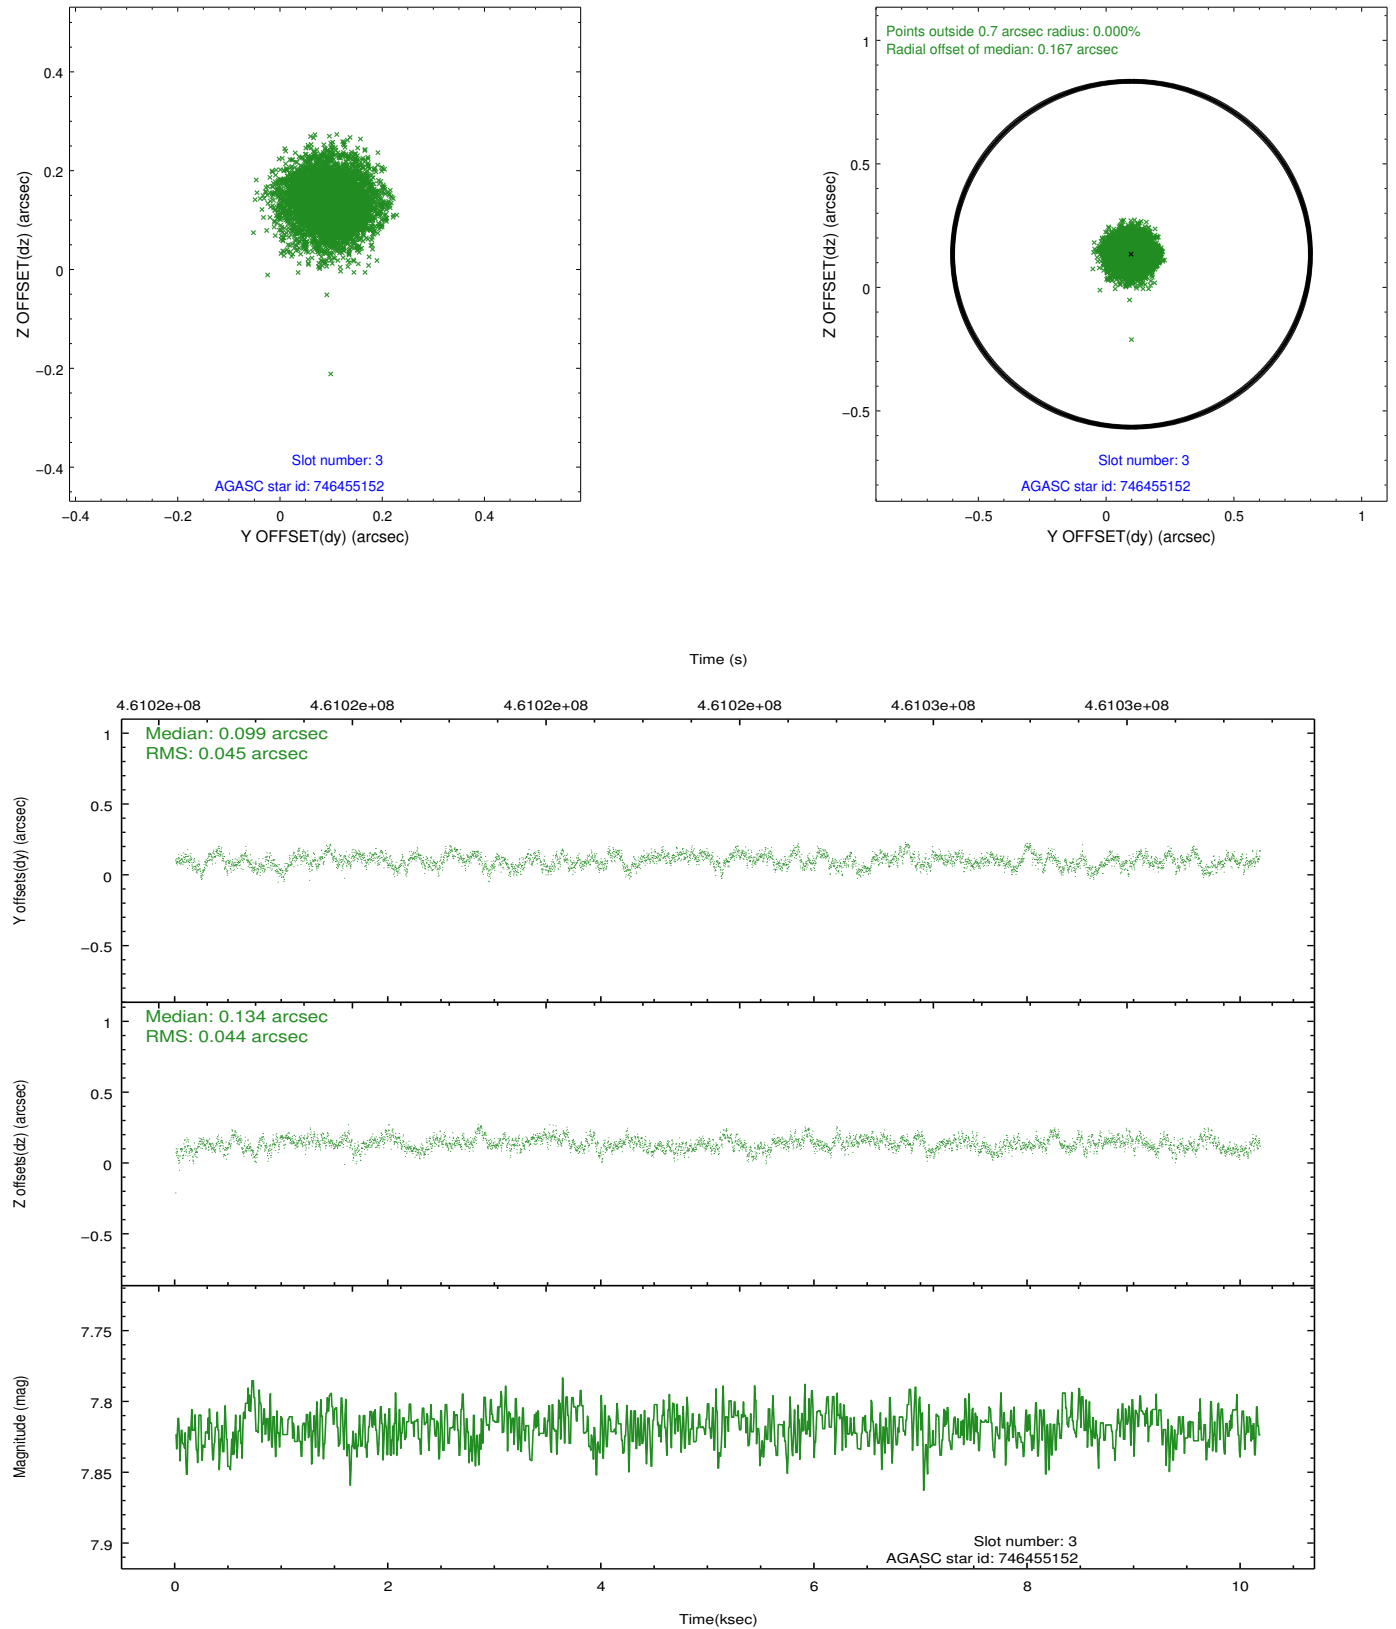 0.4
0.2
0
−0.2
−0.4
Z OFFSET(dz) (arcsec)
Slot number: 3
AGASC star id: 746455152
−0.4 −0.2 0 0.2 0.4
Y OFFSET(dy) (arcsec)
Points outside 0.7 arcsec radius: 0.000%
Radial offset of median: 0.167 arcsec
1
0.5
0
−0.5
Z OFFSET(dz) (arcsec)
Slot number: 3
AGASC star id: 746455152
−0.5 0 0.5 1
Y OFFSET(dy) (arcsec)
Time (s)
4.6102e+08 4.6102e+08 4.6102e+08 4.6102e+08 4.6103e+08 4.6103e+08
Median: 0.099 arcsec
RMS: 0.045 arcsec
1
0.5
0
−0.5
Y offsets(dy) (arcsec)
Median: 0.134 arcsec
RMS: 0.044 arcsec
1
0.5
0
−0.5
Z offsets(dz) (arcsec)
7.75
7.8
7.85
7.9
Magnitude (mag)
Slot number: 3
AGASC star id: 746455152
0 2 4 6 8 10
Time(ksec)